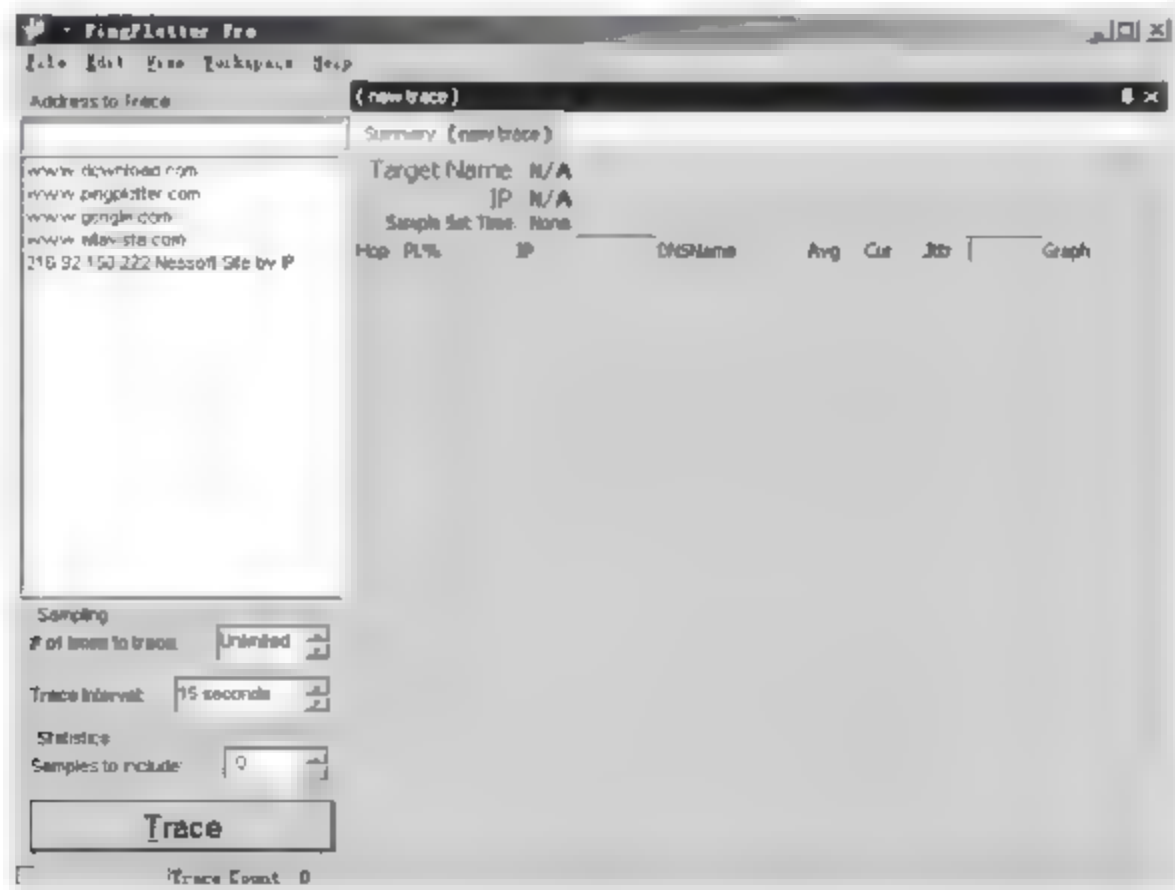 PingPlotter Pro
File Edit View Workspace Help
Address to Trace
www.download.com
www.pingplotter.com
www.google.com
www.altavista.com
216.92.150.222 Nessoft Site by IP
Sampling
# of times to trace:
Unlimited
Trace Interval:
15 seconds
Statistics
Samples to include:
Trace
Trace Count 0
(new trace)
Summary (new trace)
Target Name N/A
IP N/A
Sample Set Time: None
Hop PL% IP DNSName Avg Cur Jttr Graph